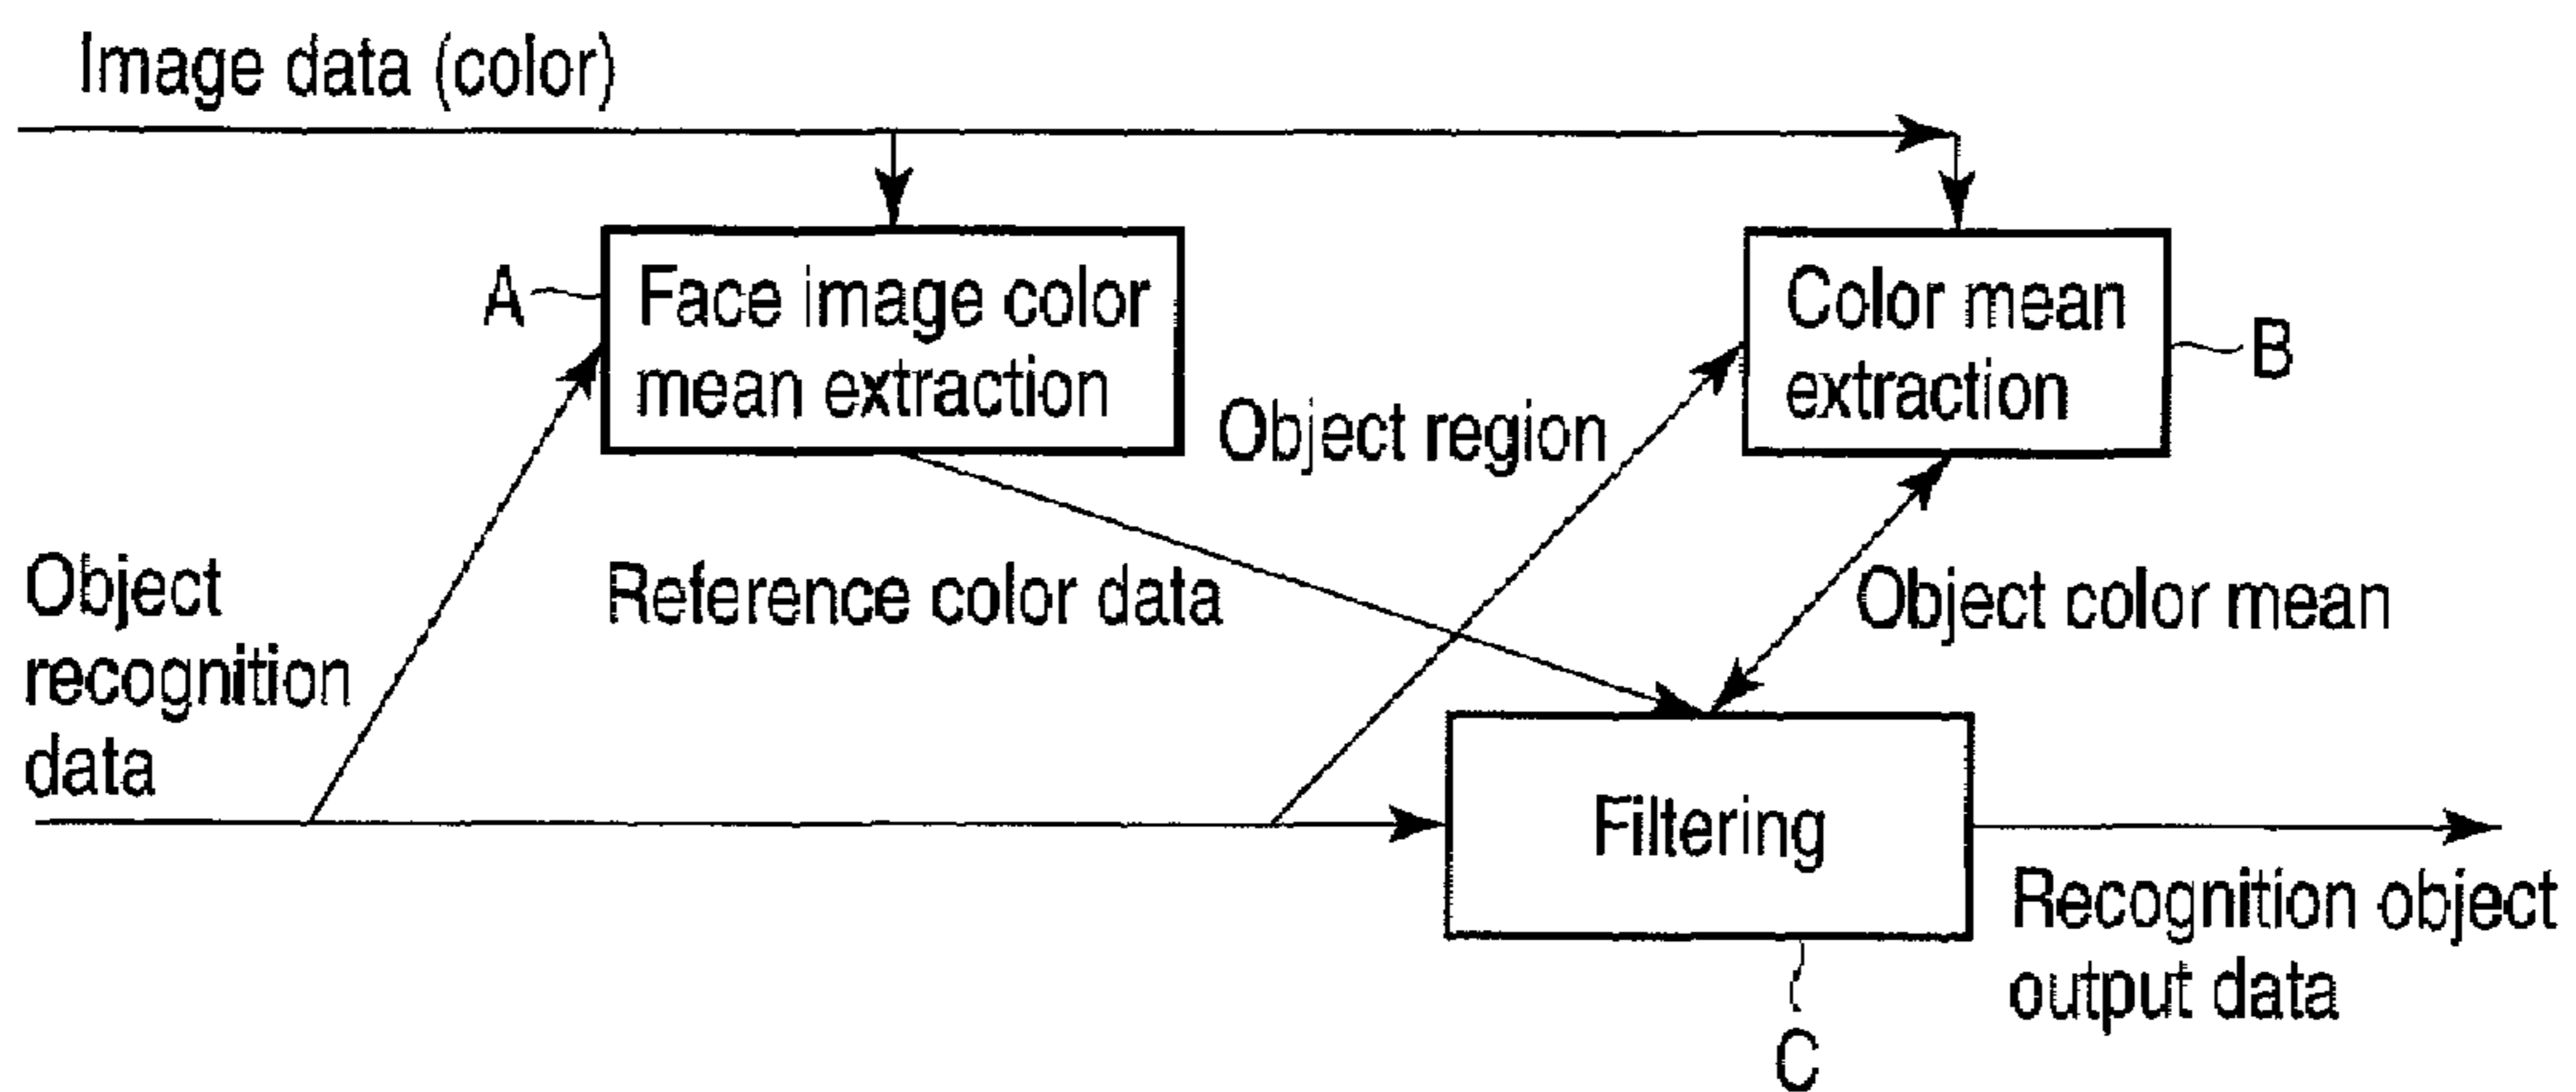 Image data (color)
A
Face image color
mean extraction
Color mean
extraction
B
Object region
Object
recognition
data
Reference color data
Object color mean
Filtering
Recognition object
output data
C